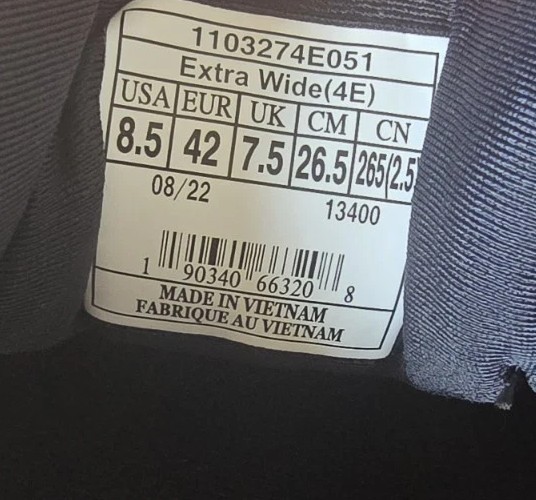 1103274E051
Extra Wide(4E)
USA EUR UK CM CN
8.5 42 7.5 26.5 265(2.5)
08/22
13400
1 90340 66320 8
MADE IN VIETNAM
FABRIQUE AU VIETNAM